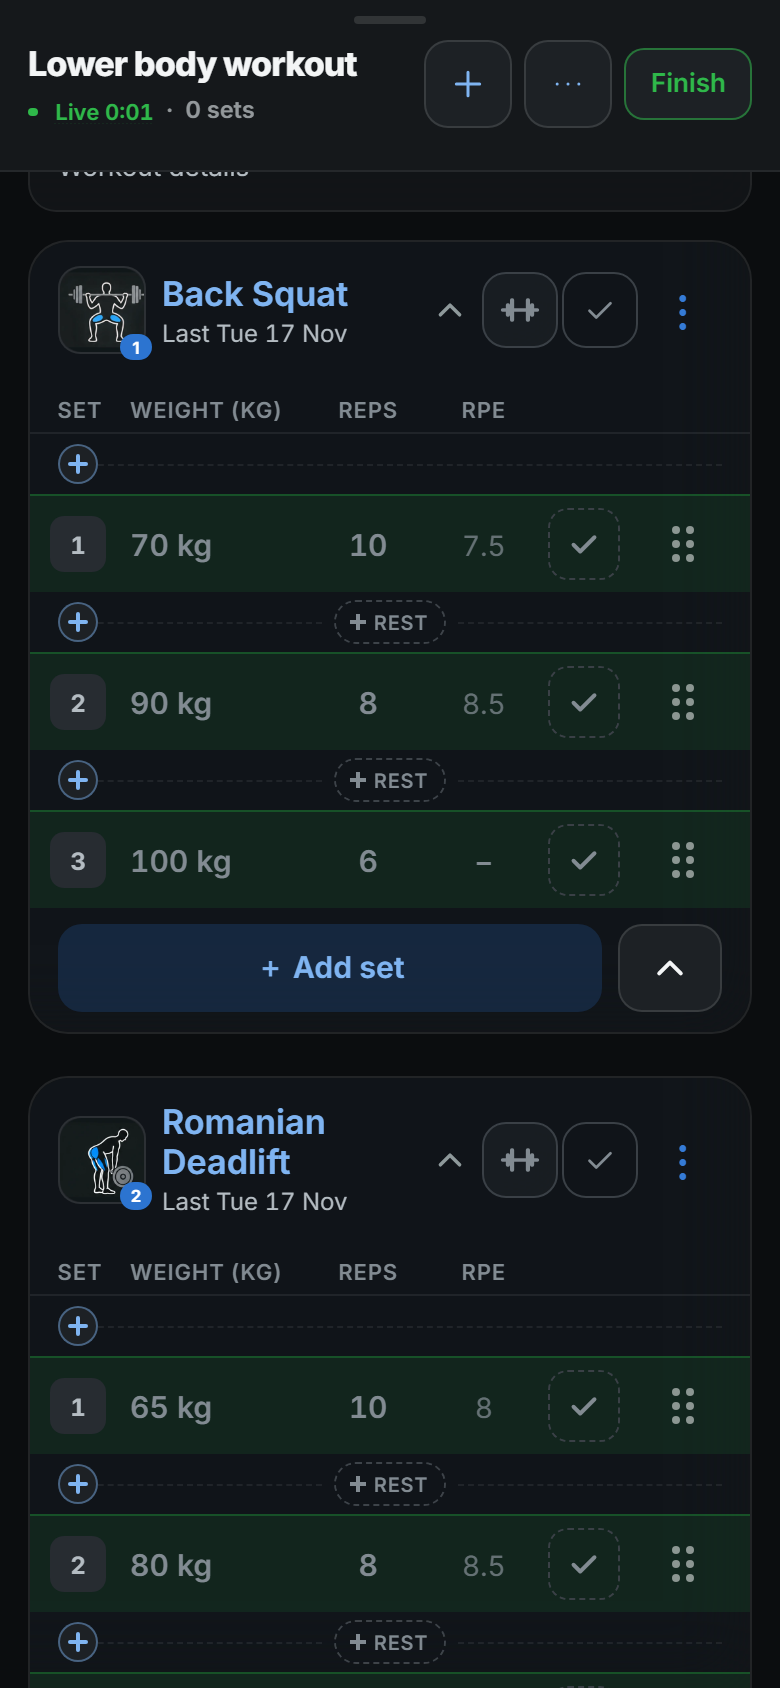 Lower body workout
Live 0:01 · 0 sets
...
Finish
Workout details
Back Squat
Last Tue 17 Nov
1
SET WEIGHT (KG) REPS RPE
1 70 kg 10 7.5
+ REST
2 90 kg 8 8.5
+ REST
3 100 kg 6 –
+ Add set
Romanian
Deadlift
Last Tue 17 Nov
2
SET WEIGHT (KG) REPS RPE
1 65 kg 10 8
+ REST
2 80 kg 8 8.5
+ REST